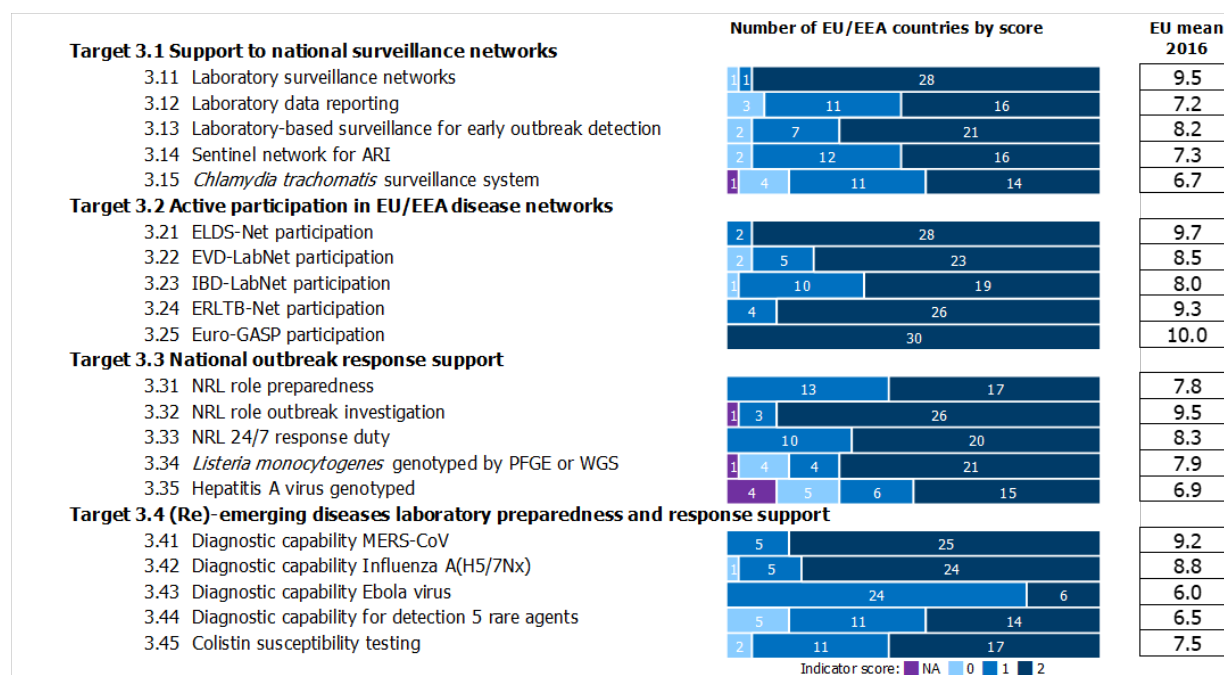 Number of EU/EEA countries by score EU mean 2016
Target 3.1 Support to national surveillance networks
3.11 Laboratory surveillance networks 1 1 28 9.5
3.12 Laboratory data reporting 3 11 16 7.2
3.13 Laboratory-based surveillance for early outbreak detection 2 7 21 8.2
3.14 Sentinel network for ARI 2 12 16 7.3
3.15 Chlamydia trachomatis surveillance system 1 4 11 14 6.7
Target 3.2 Active participation in EU/EEA disease networks
3.21 ELDS-Net participation 2 28 9.7
3.22 EVD-LabNet participation 2 5 23 8.5
3.23 IBD-LabNet participation 1 10 19 8.0
3.24 ERLTB-Net participation 4 26 9.3
3.25 Euro-GASP participation 30 10.0
Target 3.3 National outbreak response support
3.31 NRL role preparedness 13 17 7.8
3.32 NRL role outbreak investigation 1 3 26 9.5
3.33 NRL 24/7 response duty 10 20 8.3
3.34 Listeria monocytogenes genotyped by PFGE or WGS 1 4 4 21 7.9
3.35 Hepatitis A virus genotyped 4 5 6 15 6.9
Target 3.4 (Re)-emerging diseases laboratory preparedness and response support
3.41 Diagnostic capability MERS-CoV 5 25 9.2
3.42 Diagnostic capability Influenza A(H5/7Nx) 1 5 24 8.8
3.43 Diagnostic capability Ebola virus 24 6 6.0
3.44 Diagnostic capability for detection 5 rare agents 5 11 14 6.5
3.45 Colistin susceptibility testing 2 11 17 7.5
Indicator score: NA 0 1 2